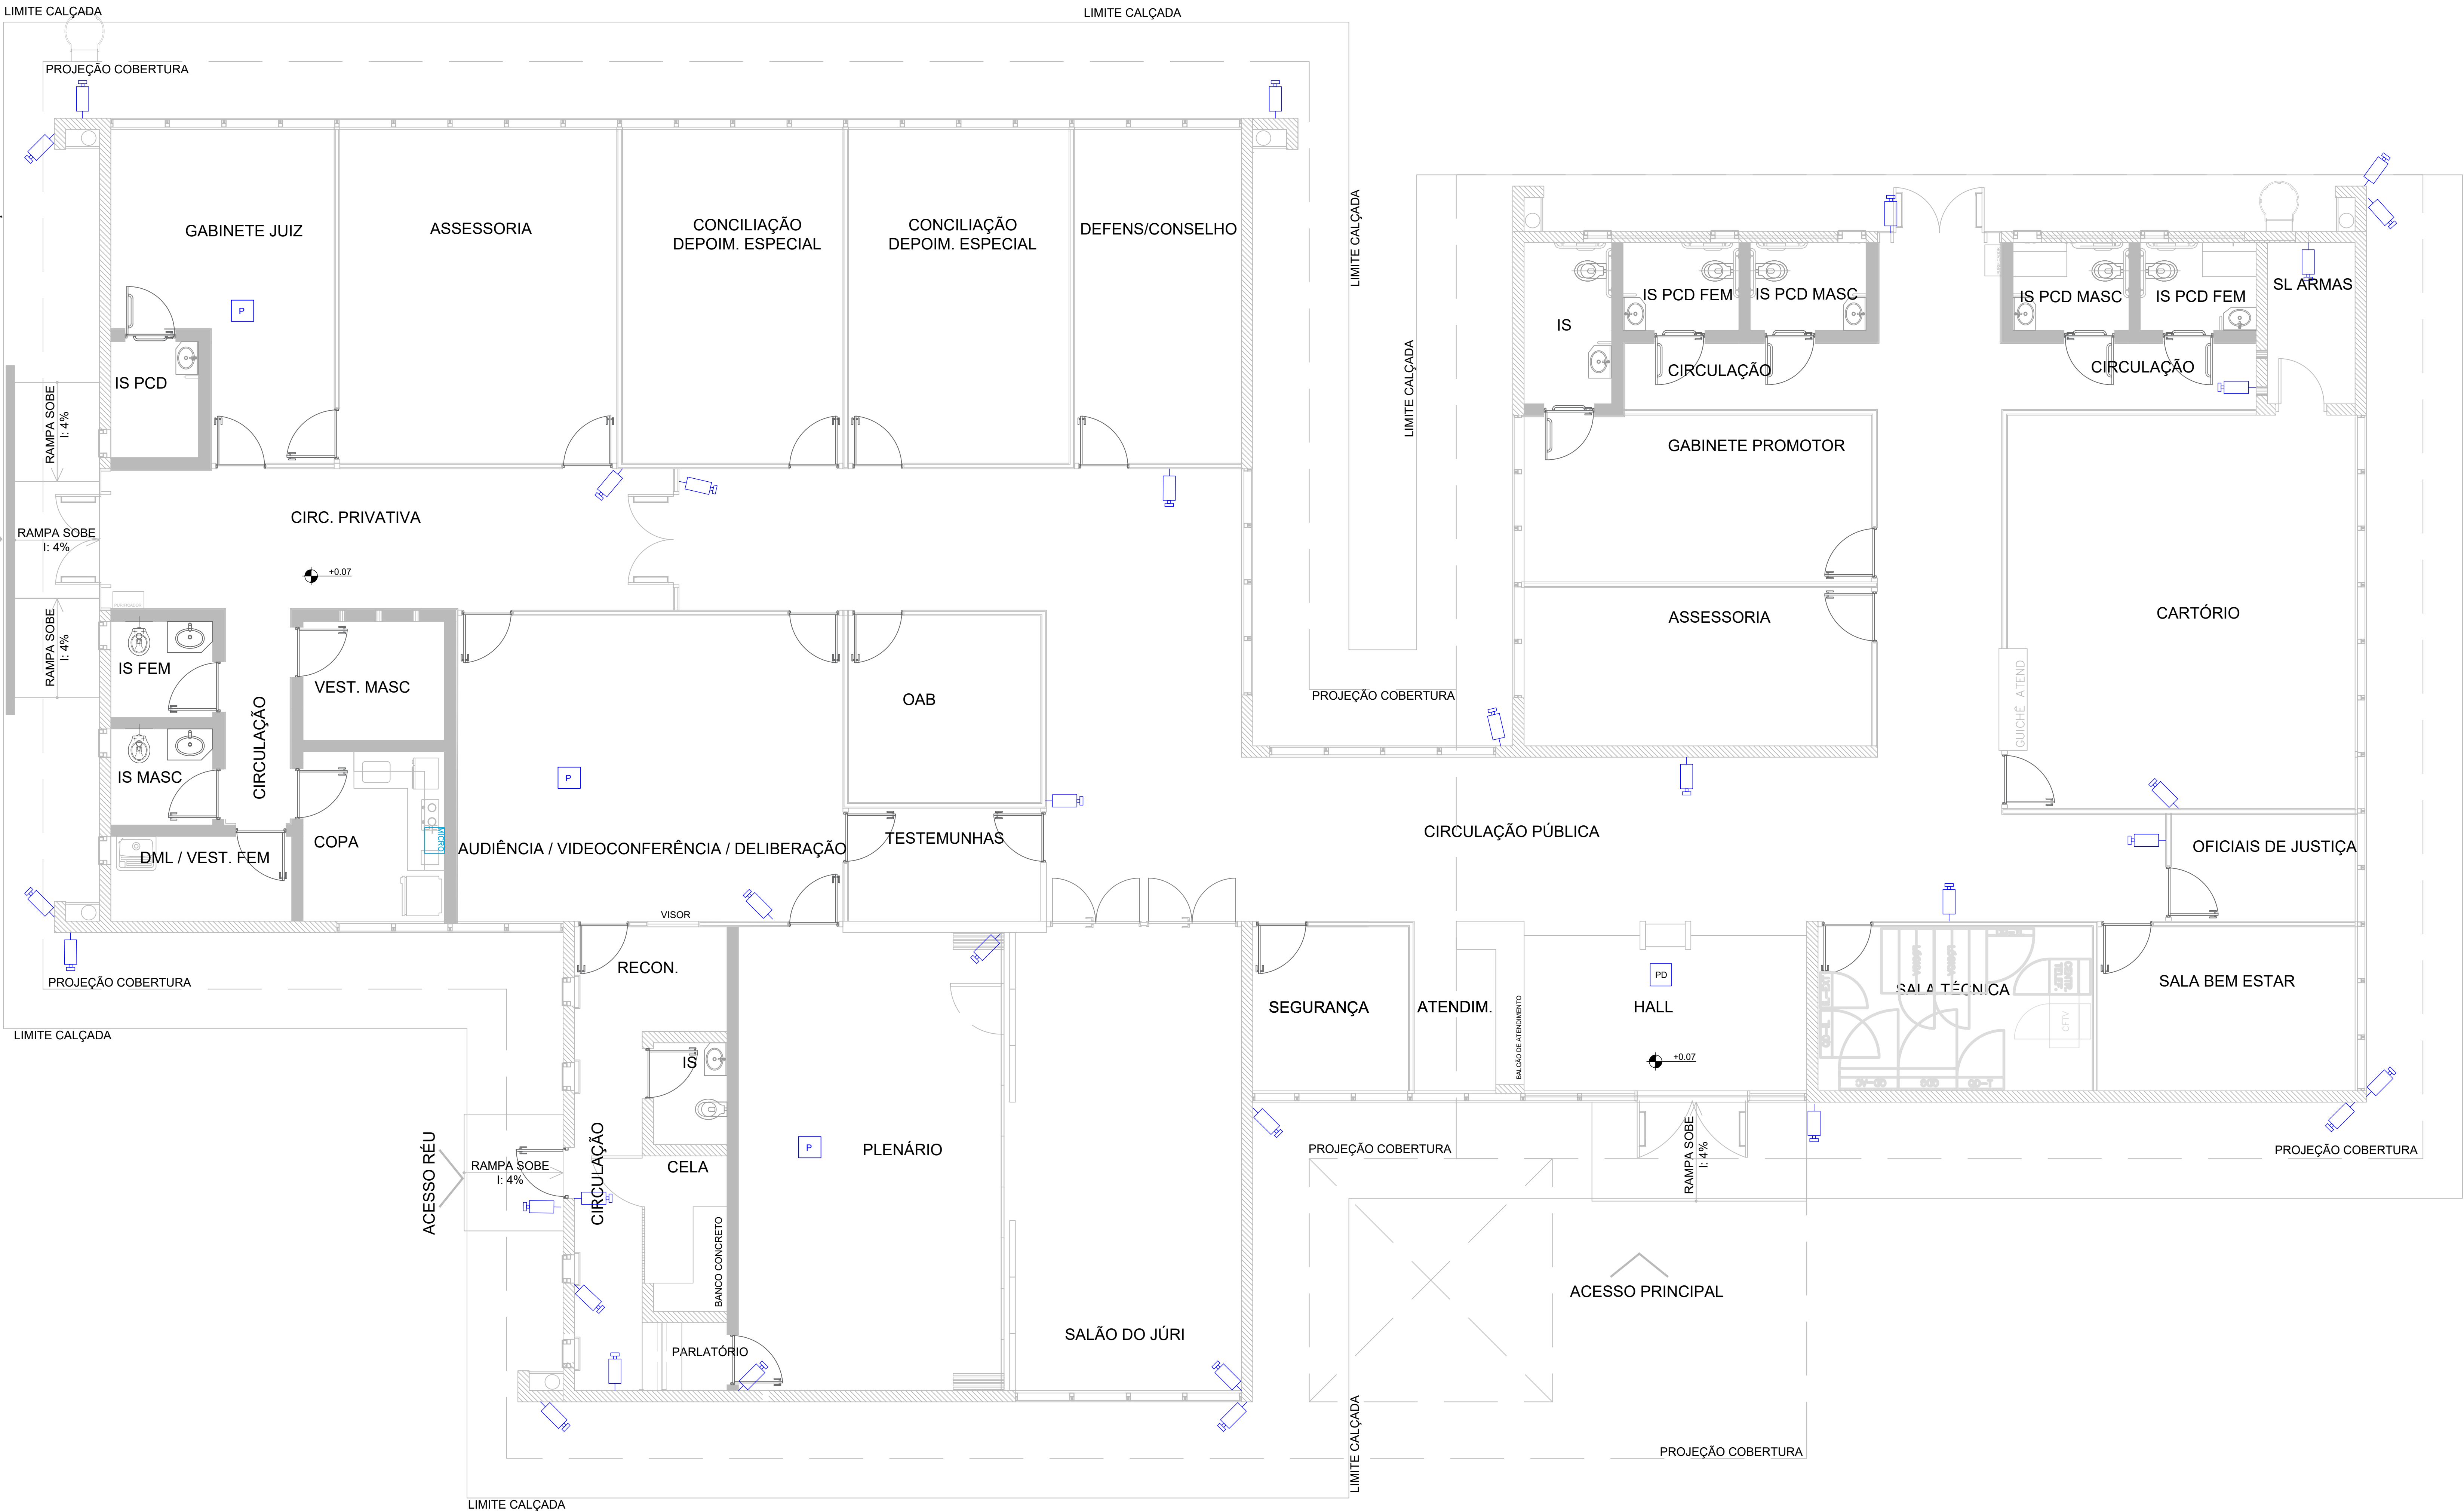 LIMITE CALÇADA
LIMITE CALÇADA
PROJEÇÃO COBERTURA
GABINETE JUIZ
ASSESSORIA
CONCILIAÇÃO
DEPOIM. ESPECIAL
CONCILIAÇÃO
DEPOIM. ESPECIAL
DEFENS/CONSELHO
LIMITE CALÇADA
LIMITE CALÇADA
P
IS PCD
IS
IS PCD FEM
IS PCD MASC
IS PCD MASC
IS PCD FEM
SL ARMAS
CIRCULAÇÃO
CIRCULAÇÃO
RAMPA SOBE
I: 4%
RAMPA SOBE
I: 4%
RAMPA SOBE
I: 4%
CIRC. PRIVATIVA
+0.07
GABINETE PROMOTOR
ASSESSORIA
CARTÓRIO
GUICHÊ ATEND
IS FEM
IS MASC
CIRCULAÇÃO
VEST. MASC
COPA
MICRO
DML / VEST. FEM
P
AUDIÊNCIA / VIDEOCONFERÊNCIA / DELIBERAÇÃO
OAB
TESTEMUNHAS
PROJEÇÃO COBERTURA
CIRCULAÇÃO PÚBLICA
OFICIAIS DE JUSTIÇA
VISOR
PROJEÇÃO COBERTURA
LIMITE CALÇADA
RECON.
IS
CIRCULAÇÃO
CELA
BANCO CONCRETO
PARLATÓRIO
ACESSO RÉU
RAMPA SOBE
I: 4%
P
PLENÁRIO
SALÃO DO JÚRI
SEGURANÇA
ATENDIM.
BALCÃO DE ATENDIMENTO
PD
HALL
+0.07
SALA TÉCNICA
CENTR.
TELEF.
CFTV
SALA BEM ESTAR
PROJEÇÃO COBERTURA
RAMPA SOBE
I: 4%
PROJEÇÃO COBERTURA
ACESSO PRINCIPAL
LIMITE CALÇADA
PROJEÇÃO COBERTURA
LIMITE CALÇADA